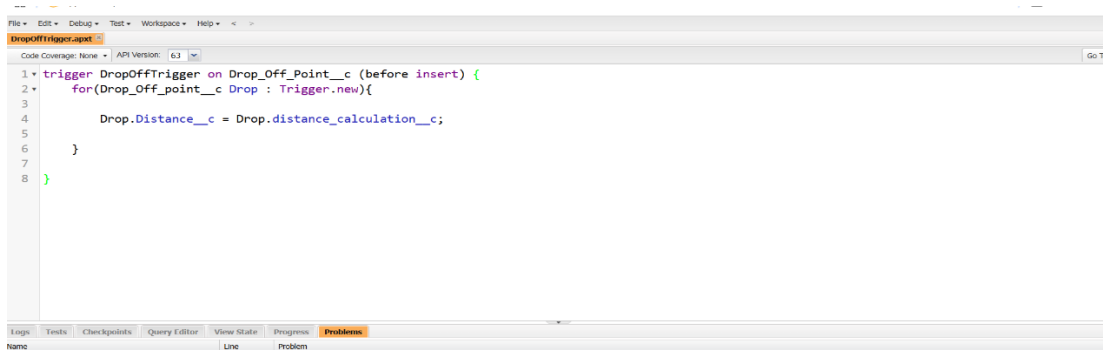 File Edit Debug Test Workspace Help < >
DropOffTrigger.apxt
Code Coverage: None API Version: 63 Go T
1 trigger DropOffTrigger on Drop_Off_Point__c (before insert) {
2 for(Drop_Off_point__c Drop : Trigger.new){
3
4 Drop.Distance__c = Drop.distance_calculation__c;
5
6 }
7
8 }
Logs Tests Checkpoints Query Editor View State Progress Problems
Name Line Problem